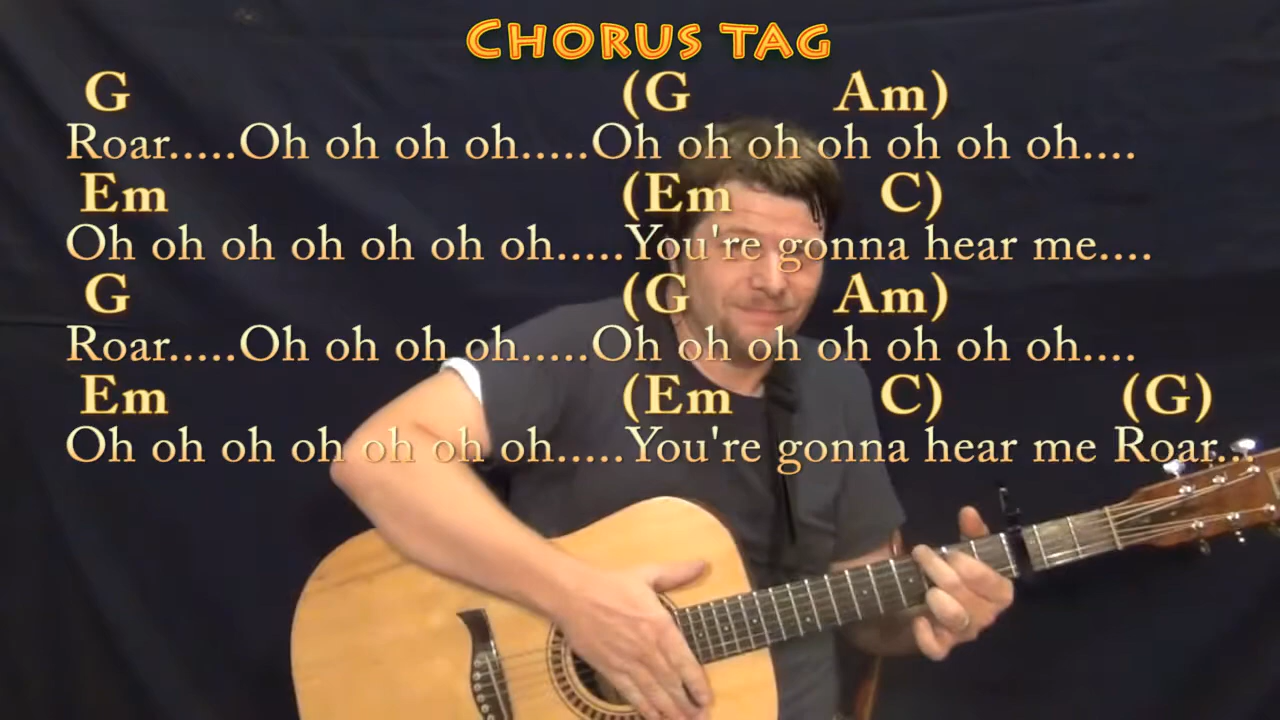 CHORUS TAG
G (G Am)
Roar.....Oh oh oh oh.....Oh oh oh oh oh oh oh....
Em (Em C)
Oh oh oh oh oh oh oh.....You're gonna hear me....
G (G Am)
Roar.....Oh oh oh oh.....Oh oh oh oh oh oh oh....
Em (Em C) (G)
Oh oh oh oh oh oh oh.....You're gonna hear me Roar...